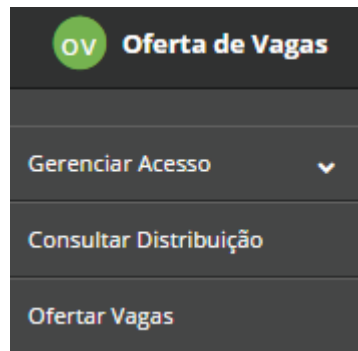 ov Oferta de Vagas
Gerenciar Acesso
Consultar Distribuição
Ofertar Vagas